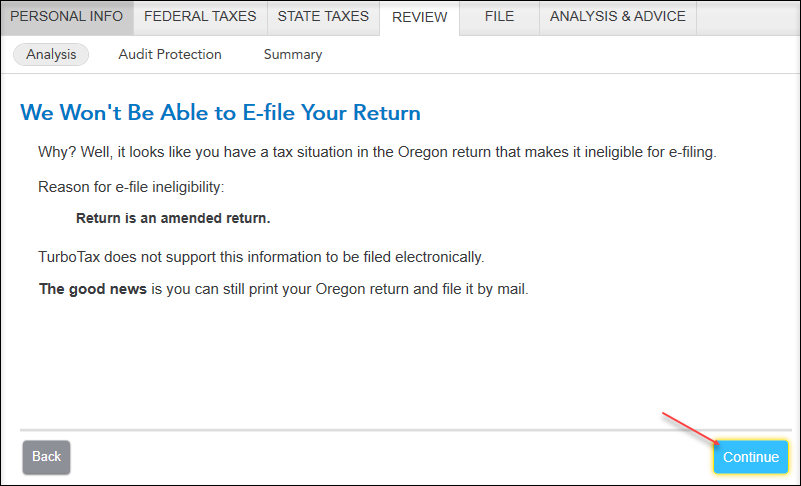 PERSONAL INFO FEDERAL TAXES STATE TAXES REVIEW FILE ANALYSIS & ADVICE
Analysis Audit Protection Summary
We Won't Be Able to E-file Your Return
Why? Well, it looks like you have a tax situation in the Oregon return that makes it ineligible for e-filing.
Reason for e-file ineligibility:
Return is an amended return.
TurboTax does not support this information to be filed electronically.
The good news is you can still print your Oregon return and file it by mail.
Back Continue